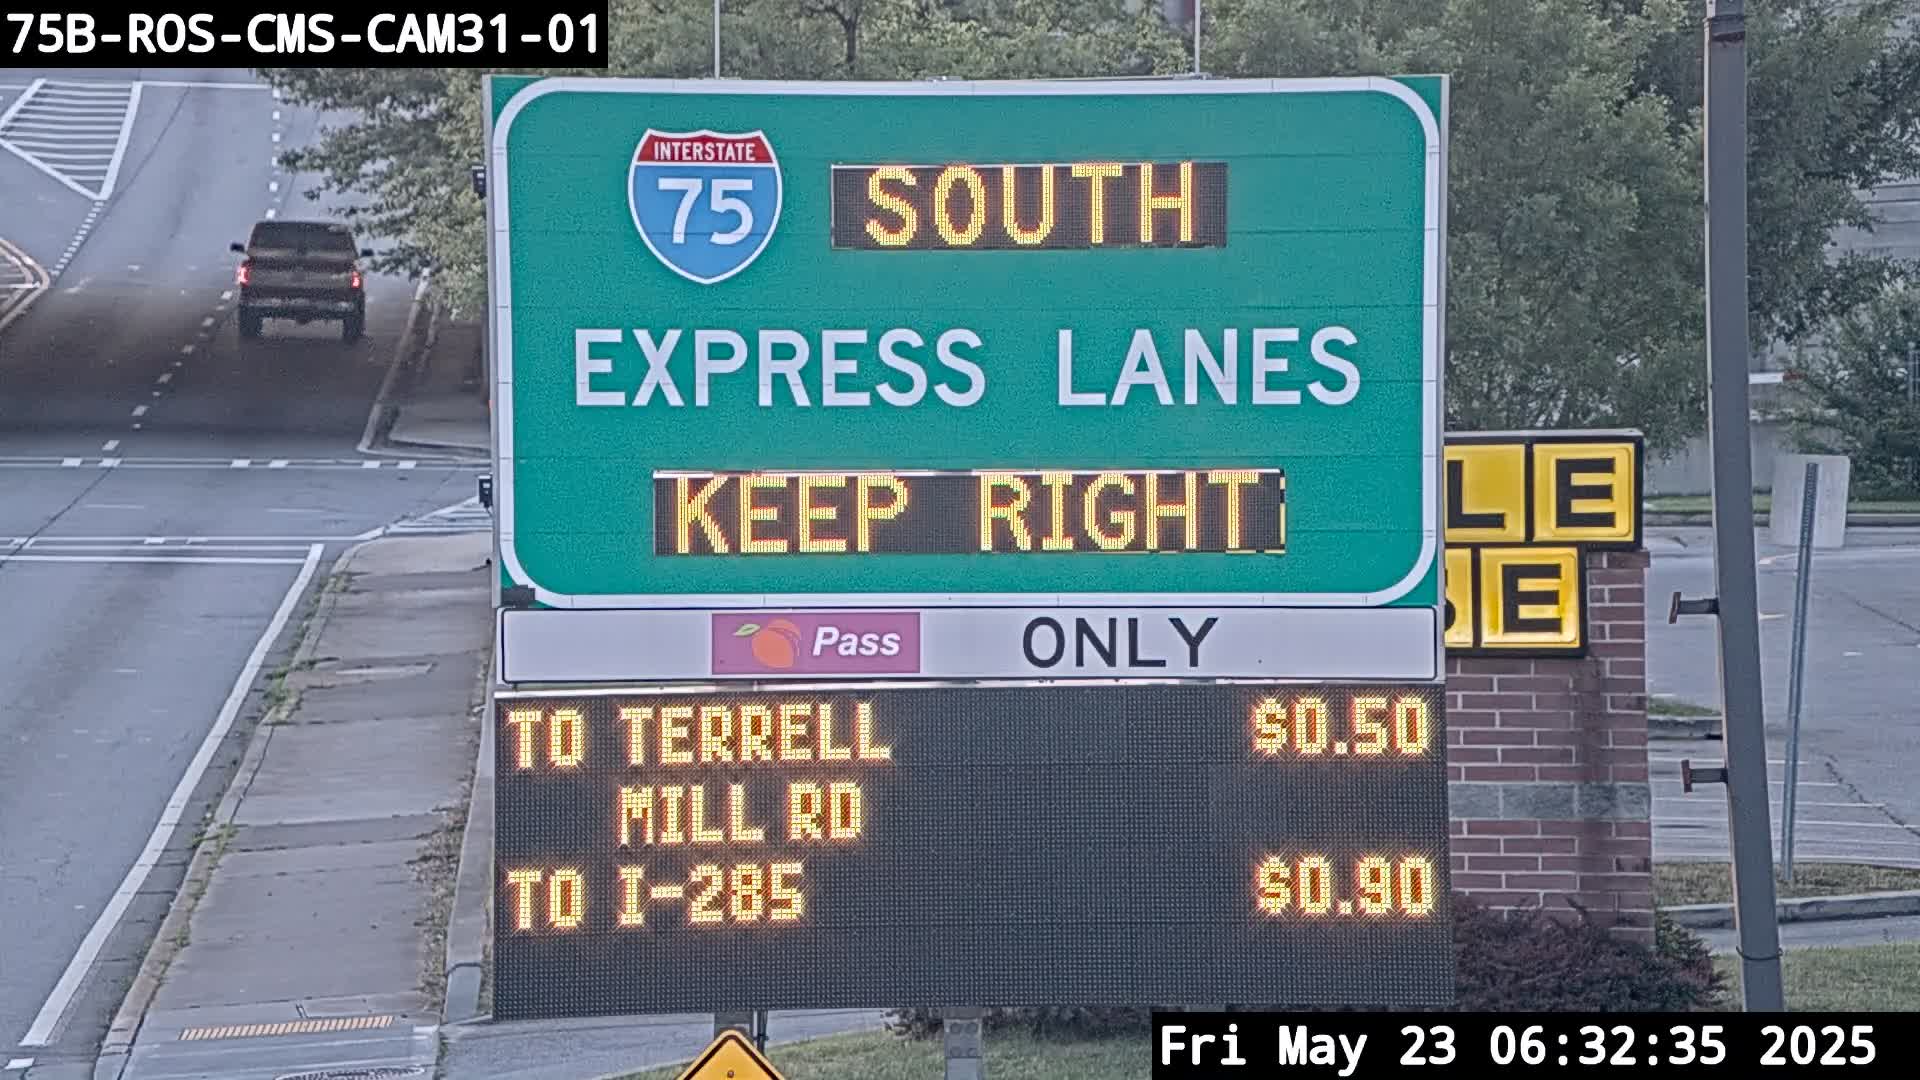 75B-ROS-CMS-CAM31-01
INTERSTATE
75
SOUTH
EXPRESS LANES
KEEP RIGHT
LE
E
Pass ONLY
TO TERRELL $0.50
MILL RD
TO I-285 $0.90
Fri May 23 06:32:35 2025